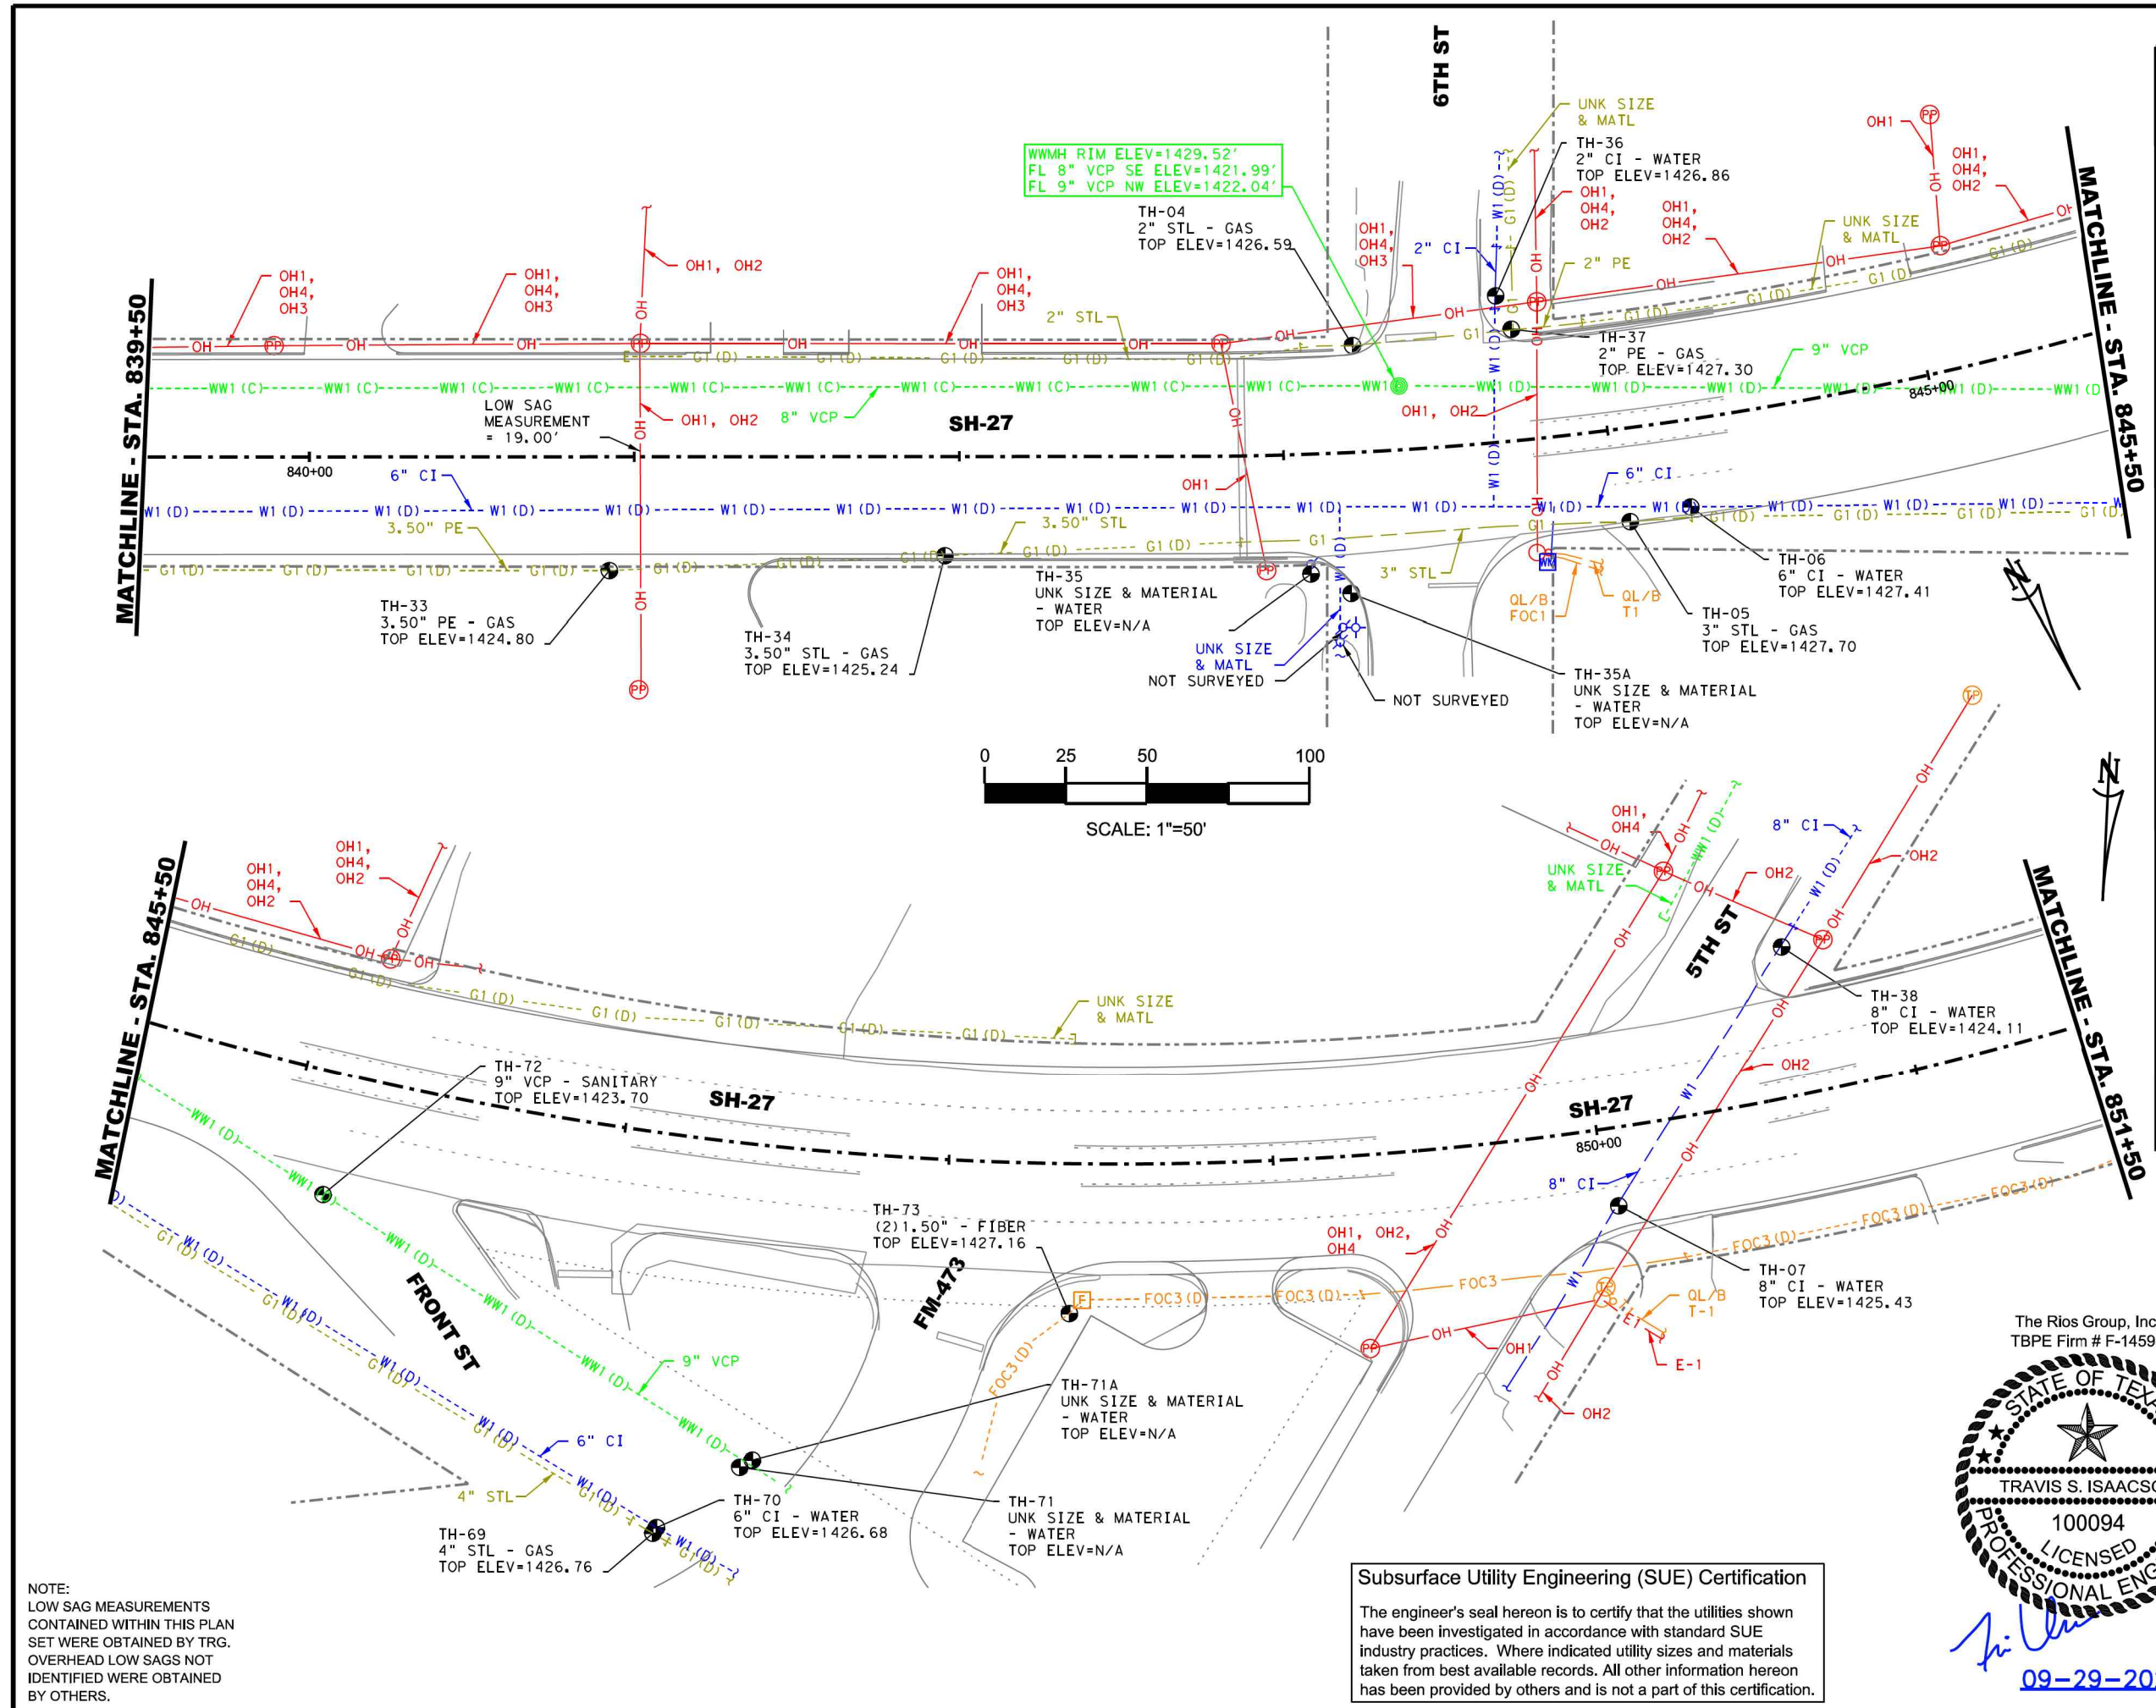 6TH ST
UNK SIZE
& MATL
WWMH RIM ELEV=1429.52'
FL 8" VCP SE ELEV=1421.99'
FL 9" VCP NW ELEV=1422.04'
TH-36
2" CI - WATER
TOP ELEV=1426.86
OH1
OH1,
OH4,
OH2
MATCHLINE - STA. 839+50
MATCHLINE - STA. 845+50
OH1,
OH4,
OH3
OH1,
OH4,
OH3
OH1, OH2
OH1,
OH4,
OH3
TH-04
2" STL - GAS
TOP ELEV=1426.59
OH1,
OH4,
OH3
2" CI
OH1,
OH4,
OH2
OH1,
OH4,
OH2
UNK SIZE
& MATL
2" PE
2" STL
TH-37
2" PE - GAS
TOP ELEV=1427.30
9" VCP
LOW SAG
MEASUREMENT
= 19.00'
OH1, OH2
8" VCP
SH-27
OH1, OH2
845+00
840+00
6" CI
OH1
6" CI
3.50" PE
3.50" STL
3" STL
TH-33
3.50" PE - GAS
TOP ELEV=1424.80
TH-34
3.50" STL - GAS
TOP ELEV=1425.24
TH-35
UNK SIZE & MATERIAL
- WATER
TOP ELEV=N/A
UNK SIZE
& MATL
NOT SURVEYED
NOT SURVEYED
WM
QL/B
FOC1
QL/B
T1
TH-06
6" CI - WATER
TOP ELEV=1427.41
TH-05
3" STL - GAS
TOP ELEV=1427.70
TH-35A
UNK SIZE & MATERIAL
- WATER
TOP ELEV=N/A
N
0 25 50 100
SCALE: 1"=50'
N
MATCHLINE - STA. 845+50
MATCHLINE - STA. 851+50
OH1,
OH4,
OH2
OH1,
OH4,
OH2
UNK SIZE
& MATL
OH1,
OH4
UNK SIZE
& MATL
OH2
8" CI
OH2
5TH ST
TH-38
8" CI - WATER
TOP ELEV=1424.11
TH-72
9" VCP - SANITARY
TOP ELEV=1423.70
SH-27
SH-27
850+00
OH2
8" CI
TH-73
(2)1.50" - FIBER
TOP ELEV=1427.16
FM-473
OH1, OH2,
OH4
FOC3
TH-07
8" CI - WATER
TOP ELEV=1425.43
QL/B
T-1
E-1
OH1
OH2
FRONT ST
9" VCP
TH-71A
UNK SIZE & MATERIAL
- WATER
TOP ELEV=N/A
6" CI
4" STL
TH-70
6" CI - WATER
TOP ELEV=1426.68
TH-71
UNK SIZE & MATERIAL
- WATER
TOP ELEV=N/A
TH-69
4" STL - GAS
TOP ELEV=1426.76
The Rios Group, Inc
TBPE Firm # F-1459
STATE OF TEX
TRAVIS S. ISAACSO
100094
LICENSED
PROFESSIONAL ENG
09-29-20
NOTE:
LOW SAG MEASUREMENTS
CONTAINED WITHIN THIS PLAN
SET WERE OBTAINED BY TRG.
OVERHEAD LOW SAGS NOT
IDENTIFIED WERE OBTAINED
BY OTHERS.
Subsurface Utility Engineering (SUE) Certification
The engineer's seal hereon is to certify that the utilities shown
have been investigated in accordance with standard SUE
industry practices. Where indicated utility sizes and materials
taken from best available records. All other information hereon
has been provided by others and is not a part of this certification.